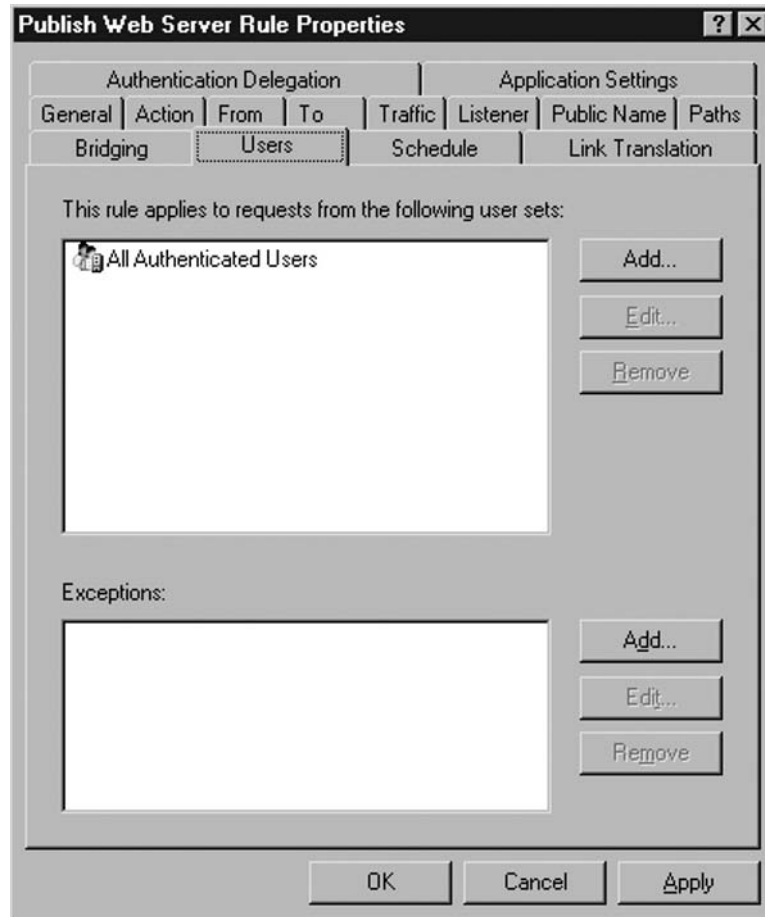 Publish Web Server Rule Properties
Authentication Delegation Application Settings
General Action From To Traffic Listener Public Name Paths
Bridging Users Schedule Link Translation
This rule applies to requests from the following user sets:
All Authenticated Users
Add...
Edit...
Remove
Exceptions:
Add...
Edit...
Remove
OK Cancel Apply